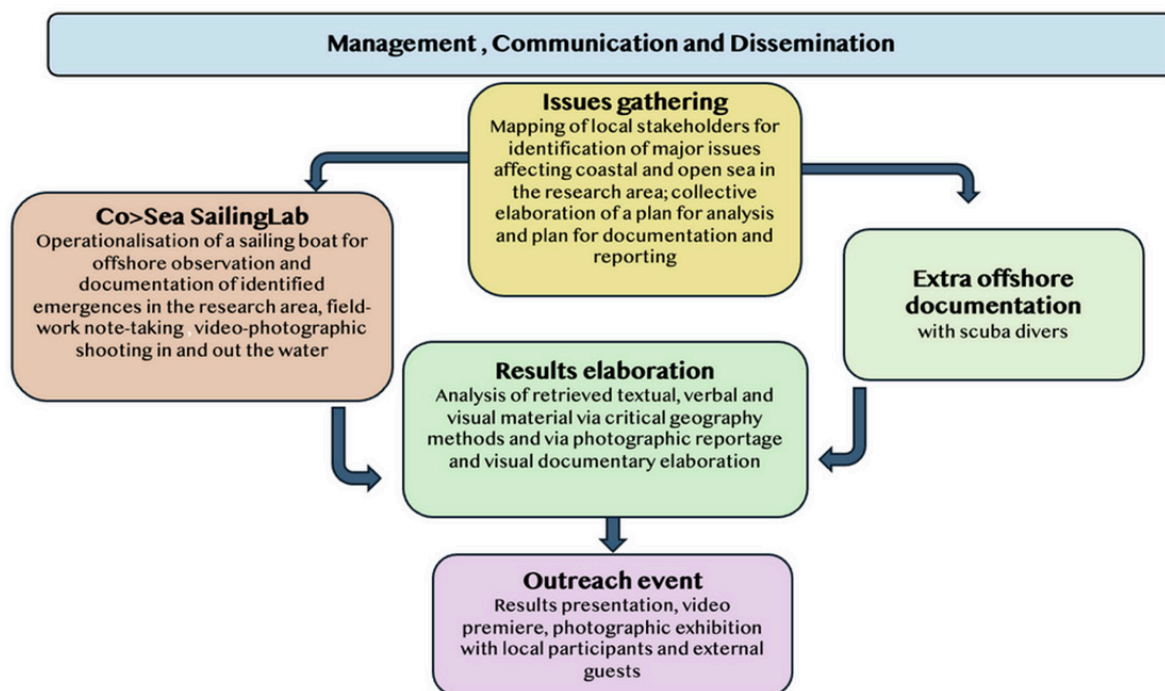 Management , Communication and Dissemination
Issues gathering
Mapping of local stakeholders for
identification of major issues
affecting coastal and open sea in
the research area; collective
elaboration of a plan for analysis
and plan for documentation and
reporting
Co>Sea SailingLab
Operationalisation of a sailing boat for
offshore observation and
documentation of identified
emergences in the research area, field-
work note-taking , video-photographic
shooting in and out the water
Extra offshore
documentation
with scuba divers
Results elaboration
Analysis of retrieved textual, verbal and
visual material via critical geography
methods and via photographic reportage
and visual documentary elaboration
Outreach event
Results presentation, video
premiere, photographic exhibition
with local participants and external
guests